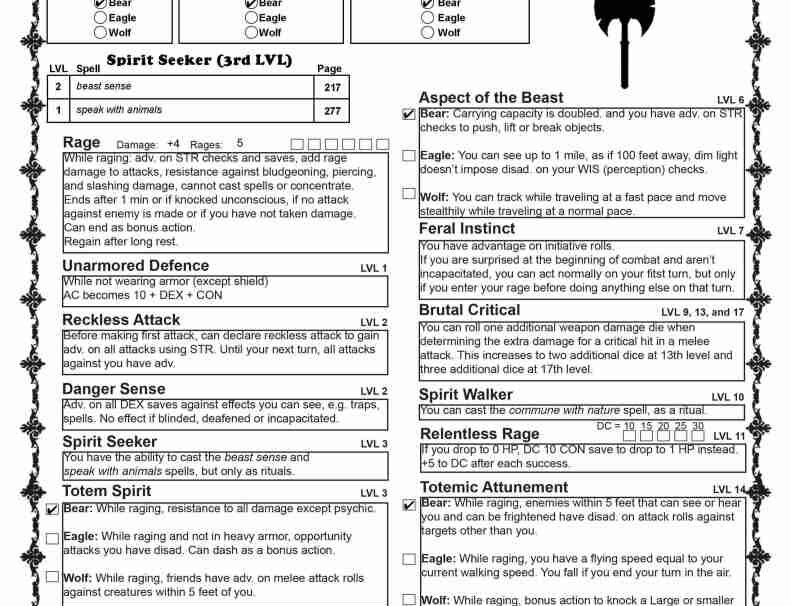 Bear
Eagle
Wolf
Bear
Eagle
Wolf
Bear
Eagle
Wolf
Spirit Seeker (3rd LVL)
LVL Spell Page
2 beast sense 217
1 speak with animals 277
Rage Damage: +4 Rages: 5
While raging: adv. on STR checks and saves, add rage
damage to attacks, resistance against bludgeoning, piercing,
and slashing damage, cannot cast spells or concentrate.
Ends after 1 min or if knocked unconscious, if no attack
against enemy is made or if you have not taken damage.
Can end as bonus action.
Regain after long rest.
Unarmored Defence LVL 1
While not wearing armor (except shield)
AC becomes 10 + DEX + CON
Reckless Attack LVL 2
Before making first attack, can declare reckless attack to gain
adv. on all attacks using STR. Until your next turn, all attacks
against you have adv.
Danger Sense LVL 2
Adv. on all DEX saves against effects you can see, e.g. traps,
spells. No effect if blinded, deafened or incapacitated.
Spirit Seeker LVL 3
You have the ability to cast the beast sense and
speak with animals spells, but only as rituals.
Totem Spirit LVL 3
Bear: While raging, resistance to all damage except psychic.
Eagle: While raging and not in heavy armor, opportunity
attacks you have disad. Can dash as a bonus action.
Wolf: While raging, friends have adv. on melee attack rolls
against creatures within 5 feet of you.
Aspect of the Beast LVL 6
Bear: Carrying capacity is doubled. and you have adv. on STR
checks to push, lift or break objects.
Eagle: You can see up to 1 mile, as if 100 feet away, dim light
doesn't impose disad. on your WIS (perception) checks.
Wolf: You can track while traveling at a fast pace and move
stealthily while traveling at a normal pace.
Feral Instinct LVL 7
You have advantage on initiative rolls.
If you are surprised at the beginning of combat and aren't
incapacitated, you can act normally on your fitst turn, but only
if you enter your rage before doing anything else on that turn.
Brutal Critical LVL 9, 13, and 17
You can roll one additional weapon damage die when
determining the extra damage for a critical hit in a melee
attack. This increases to two additional dice at 13th level and
three additional dice at 17th level.
Spirit Walker LVL 10
You can cast the commune with nature spell, as a ritual.
DC = 10 15 20 25 30
Relentless Rage LVL 11
If you drop to 0 HP, DC 10 CON save to drop to 1 HP instead.
+5 to DC after each success.
Totemic Attunement LVL 14
Bear: While raging, enemies within 5 feet that can see or hear
you and can be frightened have disad. on attack rolls against
targets other than you.
Eagle: While raging, you have a flying speed equal to your
current walking speed. You fall if you end your turn in the air.
Wolf: While raging, bonus action to knock a Large or smaller